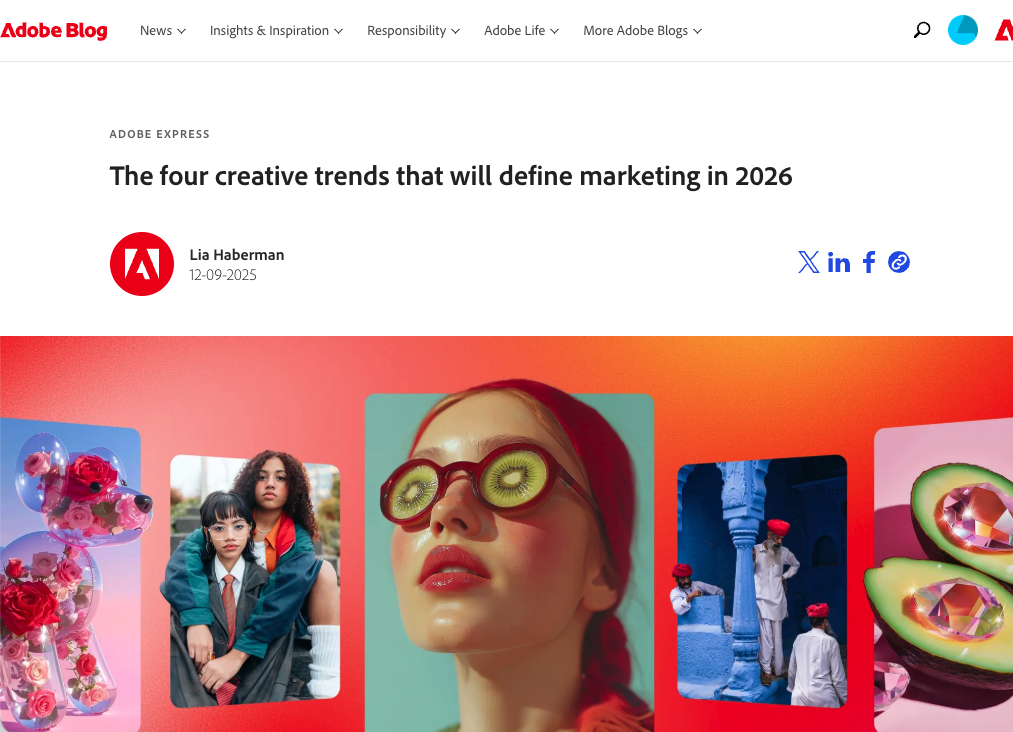 Adobe Blog
News
Insights & Inspiration
Responsibility
Adobe Life
More Adobe Blogs
ADOBE EXPRESS
The four creative trends that will define marketing in 2026
Lia Haberman
12-09-2025